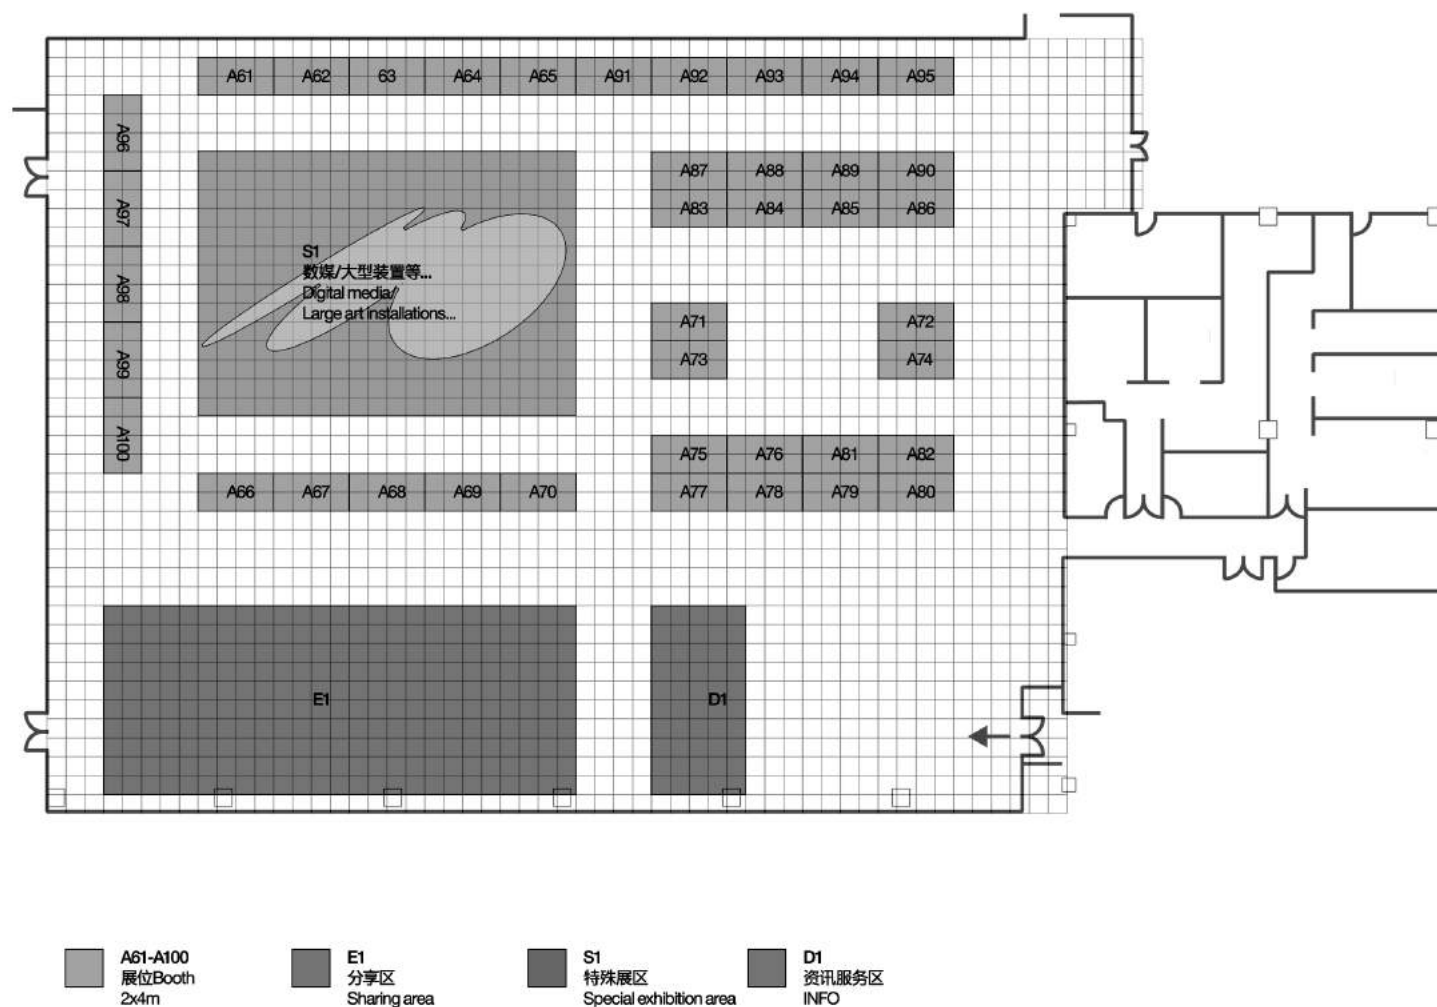 A61 A62 63 A64 A65 A91 A92 A93 A94 A95
A96
A97
A98
A99
A100
S1
数媒/大型装置等...
Digital media/
Large art installations...
A87 A88 A89 A90
A83 A84 A85 A86
A71 A72
A73 A74
A75 A76 A81 A82
A77 A78 A79 A80
A66 A67 A68 A69 A70
E1
D1
A61-A100
展位Booth
2x4m
E1
分享区
Sharing area
S1
特殊展区
Special exhibition area
D1
资讯服务区
INFO